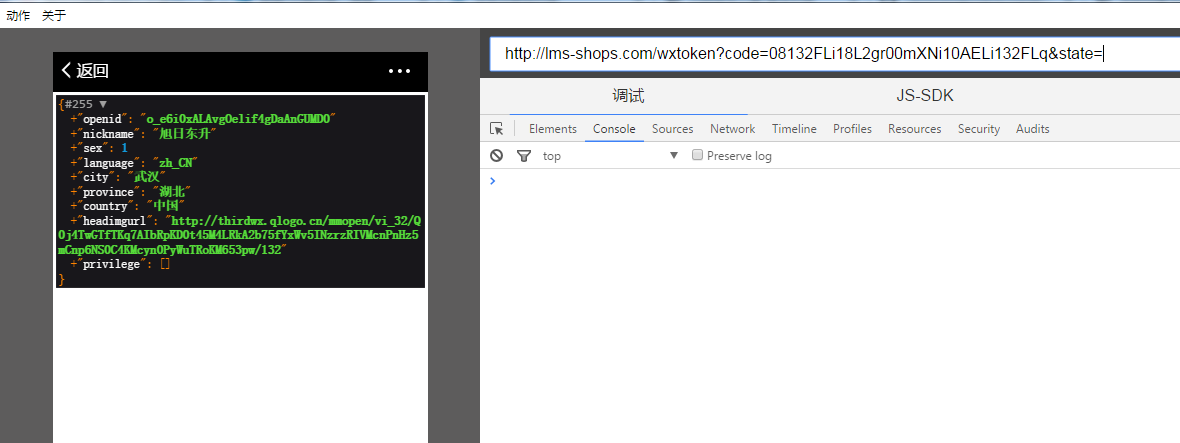 动作 关于
返回
http://lms-shops.com/wxtoken?code=08132FLi18L2gr00mXNi10AELi132FLq&state=
调试 JS-SDK
Elements Console Sources Network Timeline Profiles Resources Security Audits
top Preserve log
{#255 ▼
+"openid": "o_e6iOxALAvgOelif4gDaAnGUMDO"
+"nickname": "旭日东升"
+"sex": 1
+"language": "zh_CN"
+"city": "武汉"
+"province": "湖北"
+"country": "中国"
+"headimgurl": "http://thirdwx.qlogo.cn/mmopen/vi_32/Q
0j4TwGTfTKq7AIbRpKDOt45M4LRkA2b75fYxWv5INzrzRIVMcnPnHz5
mCnp6NSOC4KMcynOPyWuTRoKM653pw/132"
+"privilege": []
}